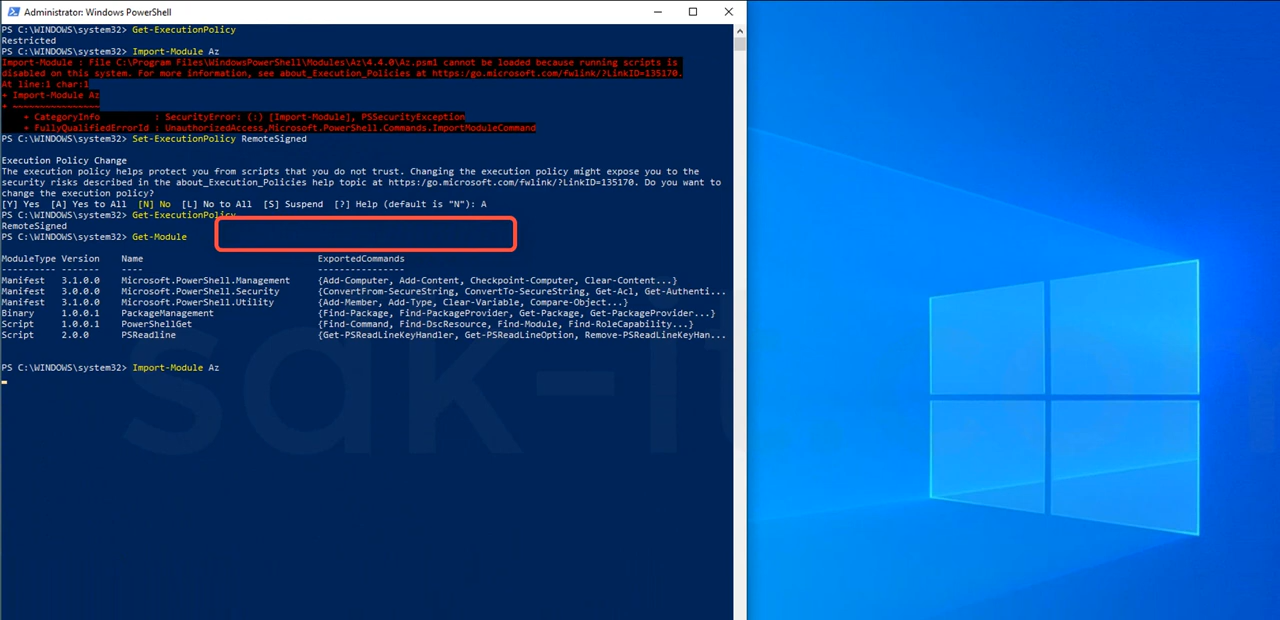 Administrator: Windows PowerShell
PS C:\WINDOWS\system32> Get-ExecutionPolicy
Restricted
PS C:\WINDOWS\system32> Import-Module Az
Import-Module : File C:\Program Files\WindowsPowerShell\Modules\Az\4.4.0\Az.psm1 cannot be loaded because running scripts is
disabled on this system. For more information, see about_Execution_Policies at https:/go.microsoft.com/fwlink/?LinkID=135170.
At line:1 char:1
+ Import-Module Az
+ ~~~~~~~~~~~~~~~~
+ CategoryInfo : SecurityError: (:) [Import-Module], PSSecurityException
+ FullyQualifiedErrorId : UnauthorizedAccess,Microsoft.PowerShell.Commands.ImportModuleCommand
PS C:\WINDOWS\system32> Set-ExecutionPolicy RemoteSigned
Execution Policy Change
The execution policy helps protect you from scripts that you do not trust. Changing the execution policy might expose you to the
security risks described in the about_Execution_Policies help topic at https:/go.microsoft.com/fwlink/?LinkID=135170. Do you want to
change the execution policy?
[Y] Yes [A] Yes to All [N] No [L] No to All [S] Suspend [?] Help (default is "N"): A
PS C:\WINDOWS\system32> Get-ExecutionPolicy
RemoteSigned
PS C:\WINDOWS\system32> Get-Module
ModuleType Version Name ExportedCommands
---------- ------- ---- ----------------
Manifest 3.1.0.0 Microsoft.PowerShell.Management {Add-Computer, Add-Content, Checkpoint-Computer, Clear-Content...}
Manifest 3.0.0.0 Microsoft.PowerShell.Security {ConvertFrom-SecureString, ConvertTo-SecureString, Get-Acl, Get-Authenti...
Manifest 3.1.0.0 Microsoft.PowerShell.Utility {Add-Member, Add-Type, Clear-Variable, Compare-Object...}
Binary 1.0.0.1 PackageManagement {Find-Package, Find-PackageProvider, Get-Package, Get-PackageProvider...}
Script 1.0.0.1 PowerShellGet {Find-Command, Find-DscResource, Find-Module, Find-RoleCapability...}
Script 2.0.0 PSReadline {Get-PSReadLineKeyHandler, Get-PSReadLineOption, Remove-PSReadLineKeyHan...
PS C:\WINDOWS\system32> Import-Module Az